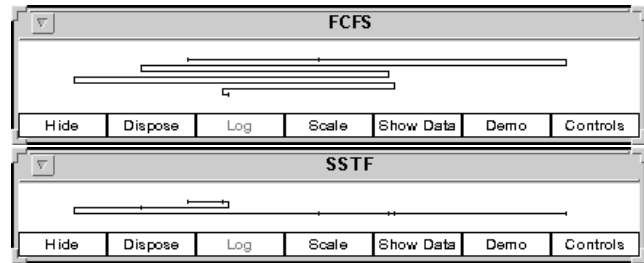 FCFS
Hide Dispose Log Scale Show Data Demo Controls
SSTF
Hide Dispose Log Scale Show Data Demo Controls